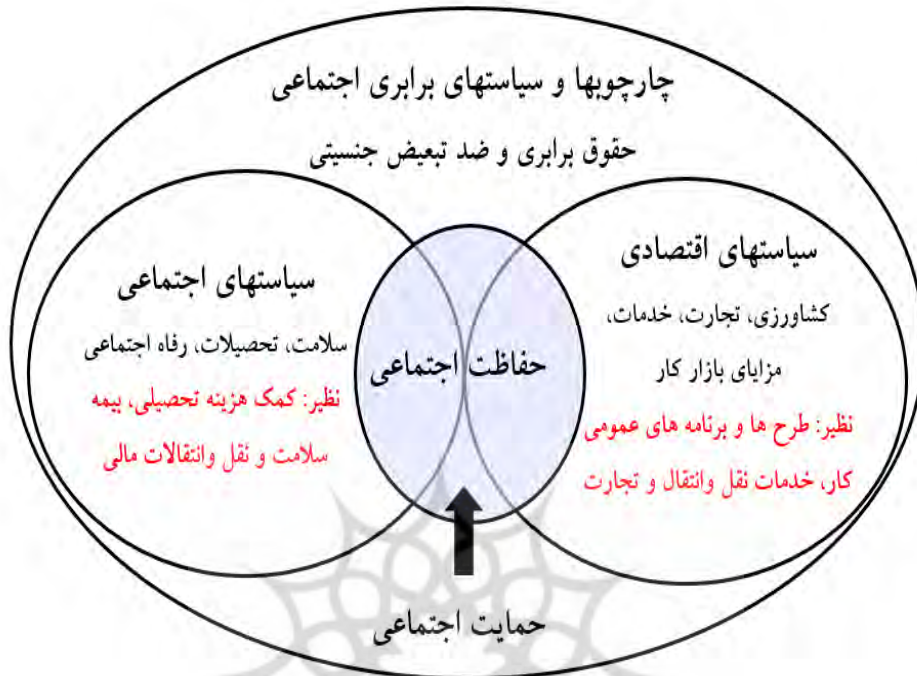 چارچوبها و سیاستهای برابری اجتماعی
حقوق برابری و ضد تبعیض جنسیتی
سیاستهای اقتصادی
کشاورزی، تجارت، خدمات،
مزایای بازار کار
نظیر: طرح ها و برنامه های عمومی
کار، خدمات نقل وانتقال و تجارت
حفاظت اجتماعی
سیاستهای اجتماعی
سلامت، تحصیلات، رفاه اجتماعی
نظیر: کمک هزینه تحصیلی، بیمه
سلامت و نقل وانتقالات مالی
حمایت اجتماعی